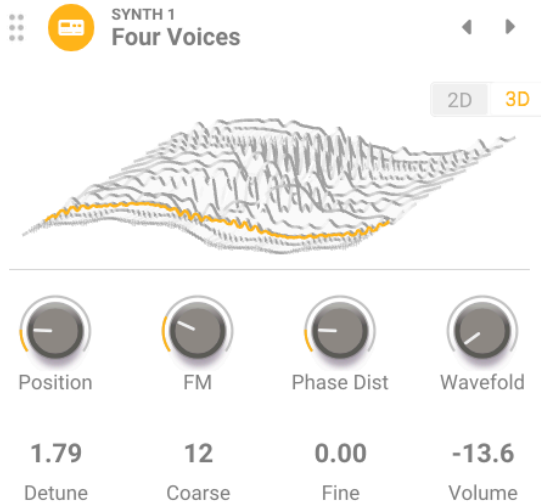 SYNTH 1
Four Voices
2D 3D
Position FM Phase Dist Wavefold
1.79 12 0.00 -13.6
Detune Coarse Fine Volume